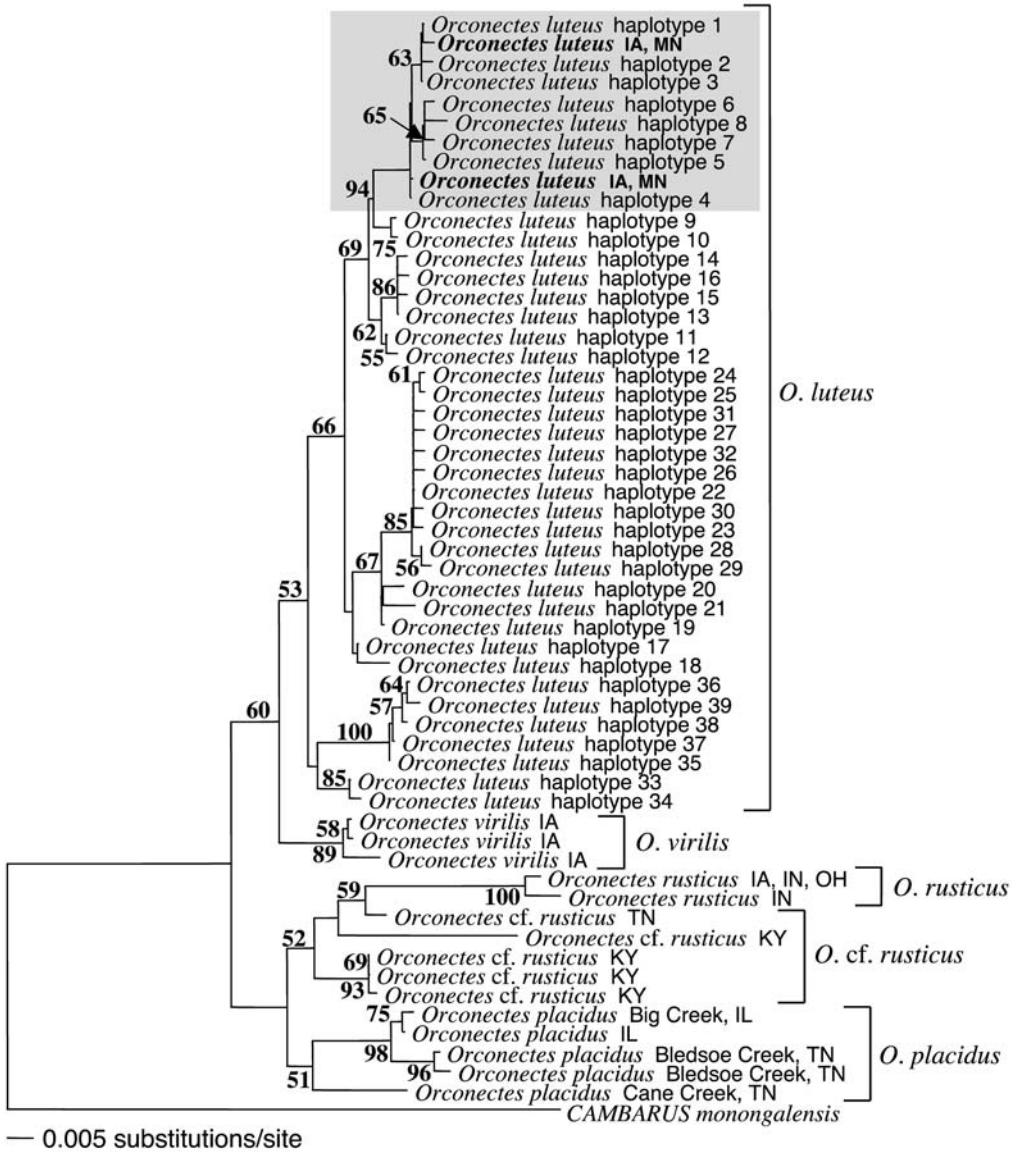 Orconectes luteus haplotype 1
Orconectes luteus IA, MN
63
Orconectes luteus haplotype 2
Orconectes luteus haplotype 3
Orconectes luteus haplotype 6
65
Orconectes luteus haplotype 8
Orconectes luteus haplotype 7
Orconectes luteus haplotype 5
Orconectes luteus IA, MN
94
Orconectes luteus haplotype 4
Orconectes luteus haplotype 9
Orconectes luteus haplotype 10
69
75
Orconectes luteus haplotype 14
Orconectes luteus haplotype 16
86
Orconectes luteus haplotype 15
Orconectes luteus haplotype 13
62
Orconectes luteus haplotype 11
55
Orconectes luteus haplotype 12
61
Orconectes luteus haplotype 24
O. luteus
Orconectes luteus haplotype 25
Orconectes luteus haplotype 31
66
Orconectes luteus haplotype 27
Orconectes luteus haplotype 32
Orconectes luteus haplotype 26
Orconectes luteus haplotype 22
Orconectes luteus haplotype 30
85
Orconectes luteus haplotype 23
Orconectes luteus haplotype 28
67
56
Orconectes luteus haplotype 29
53
Orconectes luteus haplotype 20
Orconectes luteus haplotype 21
Orconectes luteus haplotype 19
Orconectes luteus haplotype 17
Orconectes luteus haplotype 18
64
Orconectes luteus haplotype 36
57
Orconectes luteus haplotype 39
60
Orconectes luteus haplotype 38
100
Orconectes luteus haplotype 37
Orconectes luteus haplotype 35
85
Orconectes luteus haplotype 33
Orconectes luteus haplotype 34
Orconectes virilis IA
58
Orconectes virilis IA
O. virilis
89
Orconectes virilis IA
Orconectes rusticus IA, IN, OH
O. rusticus
59
100
Orconectes rusticus IN
Orconectes cf. rusticus TN
52
Orconectes cf. rusticus KY
O. cf. rusticus
69
Orconectes cf. rusticus KY
Orconectes cf. rusticus KY
93
Orconectes cf. rusticus KY
75
Orconectes placidus Big Creek, IL
Orconectes placidus IL
98
Orconectes placidus Bledsoe Creek, TN
O. placidus
96
Orconectes placidus Bledsoe Creek, TN
51
Orconectes placidus Cane Creek, TN
CAMBARUS monongalensis
0.005 substitutions/site